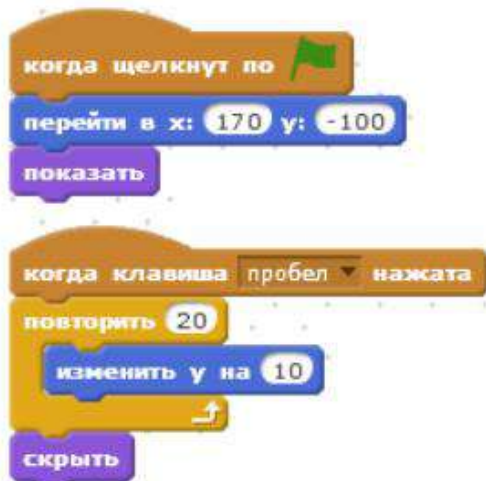 когда щелкнут по
перейти в x: 170 y: -100
показать
когда клавиша пробел нажата
повторить 20
изменить y на 10
скрыть